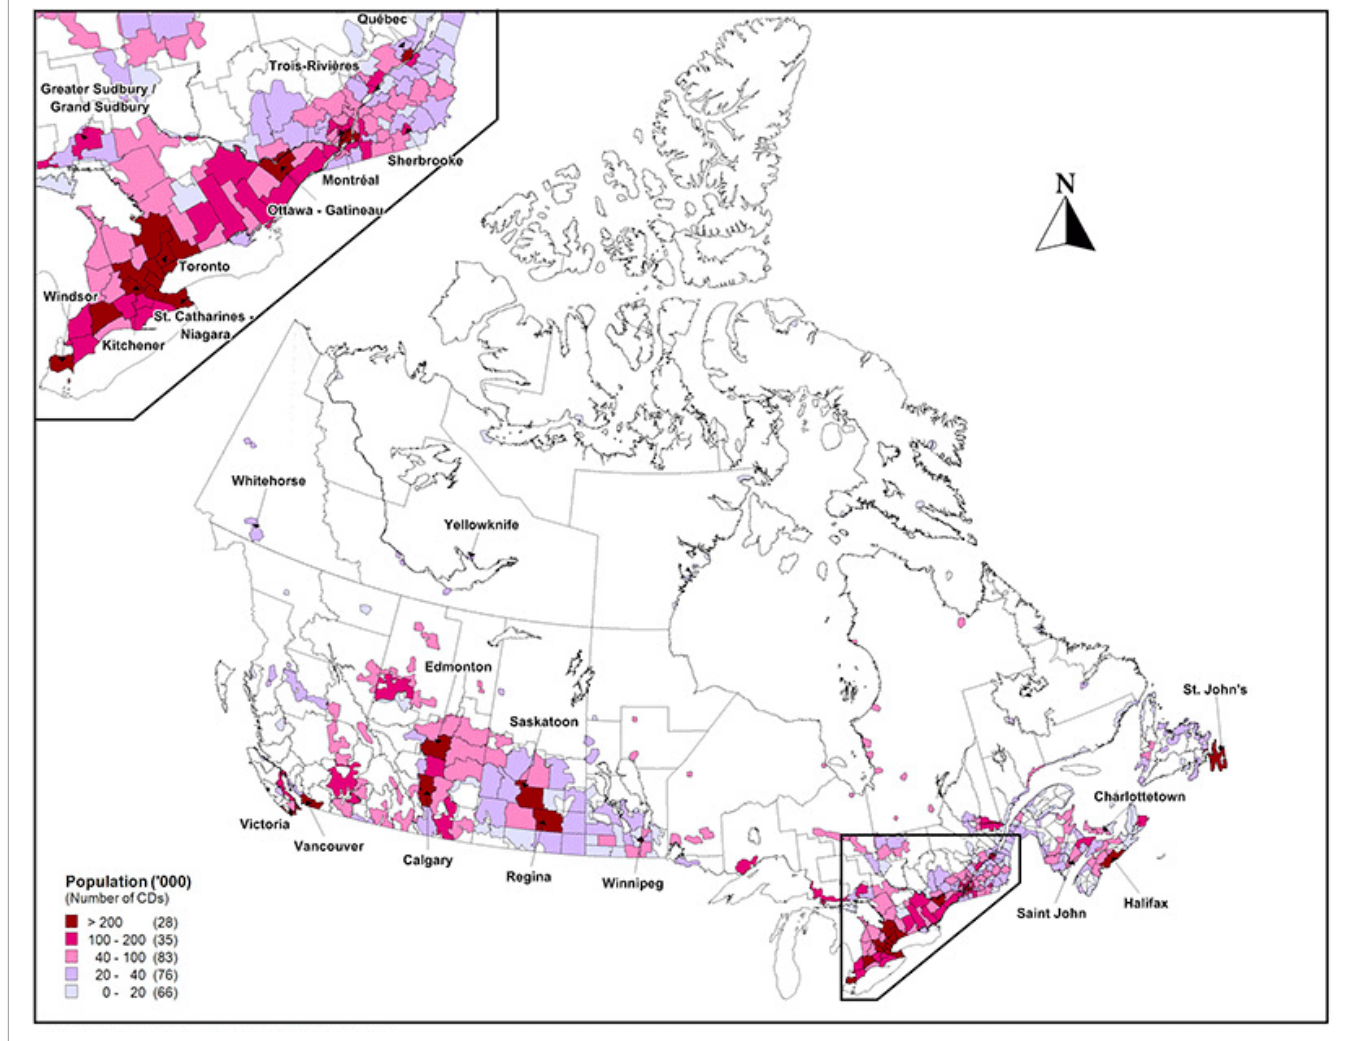 Québec
Trois-Rivières
Greater Sudbury /
Grand Sudbury
Sherbrooke
Montréal
Ottawa - Gatineau
Toronto
Windsor
St. Catharines -
Niagara
Kitchener
N
Whitehorse
Yellowknife
Edmonton
St. John's
Saskatoon
Charlottetown
Victoria
Vancouver
Calgary
Regina
Winnipeg
Halifax
Saint John
Population ('000)
(Number of CDs)
> 200 (28)
100 - 200 (35)
40 - 100 (83)
20 - 40 (76)
0 - 20 (66)